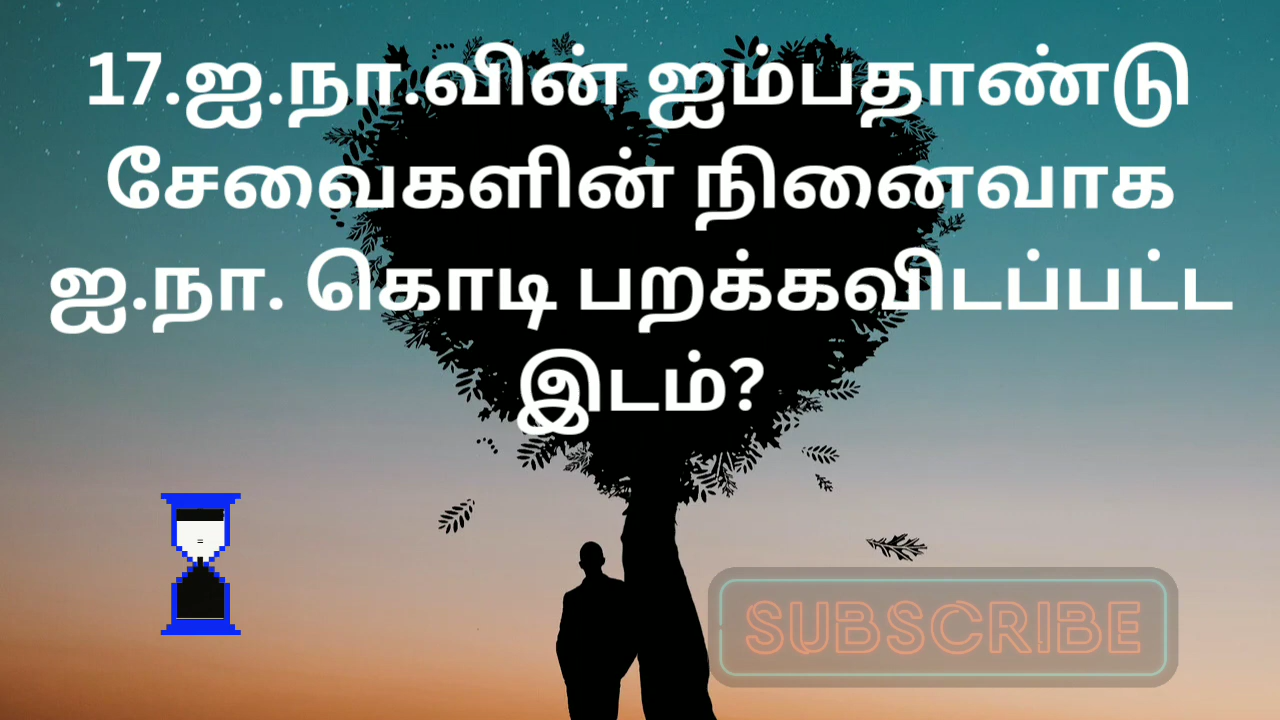 17.ஐ.நா.வின் ஐம்பதாண்டு
சேவைகளின் நினைவாக
ஐ.நா. கொடி பறக்கவிடப்பட்ட
இடம்?
SUBSCRIBE